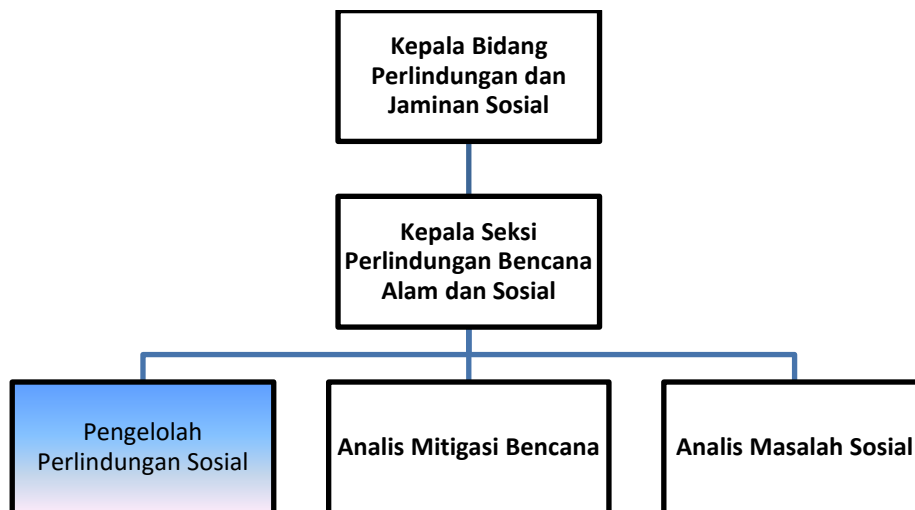 Kepala Bidang
Perlindungan dan
Jaminan Sosial
Kepala Seksi
Perlindungan Bencana
Alam dan Sosial
Pengelolah
Perlindungan Sosial
Analis Mitigasi Bencana
Analis Masalah Sosial